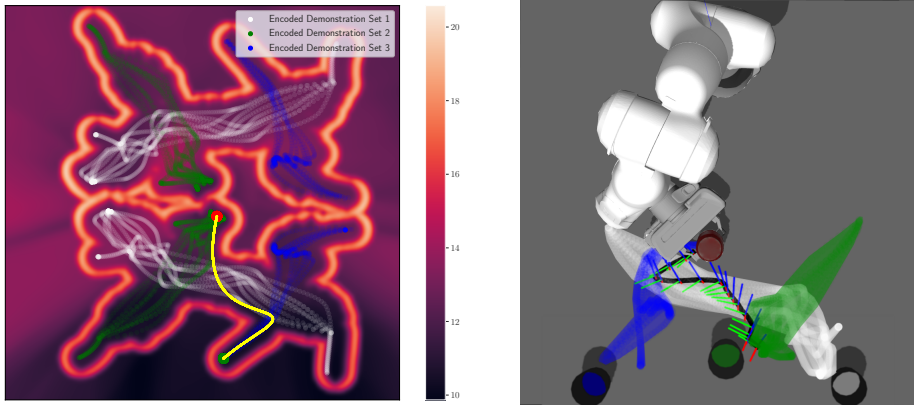 Encoded Demonstration Set 1
Encoded Demonstration Set 2
Encoded Demonstration Set 3
20
18
16
14
12
10